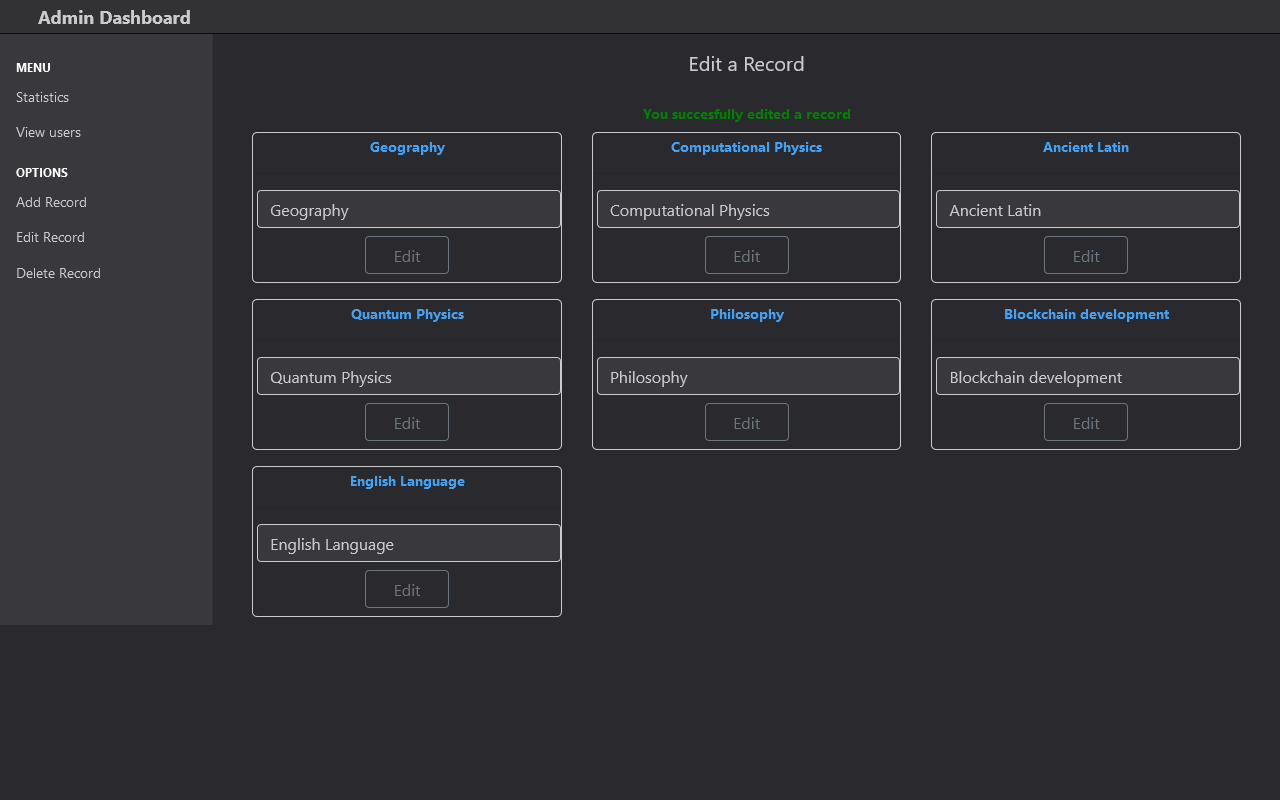 Admin Dashboard
MENU
Statistics
View users
OPTIONS
Add Record
Edit Record
Delete Record
Edit a Record
You succesfully edited a record
Geography
Geography
Edit
Computational Physics
Computational Physics
Edit
Ancient Latin
Ancient Latin
Edit
Quantum Physics
Quantum Physics
Edit
Philosophy
Philosophy
Edit
Blockchain development
Blockchain development
Edit
English Language
English Language
Edit